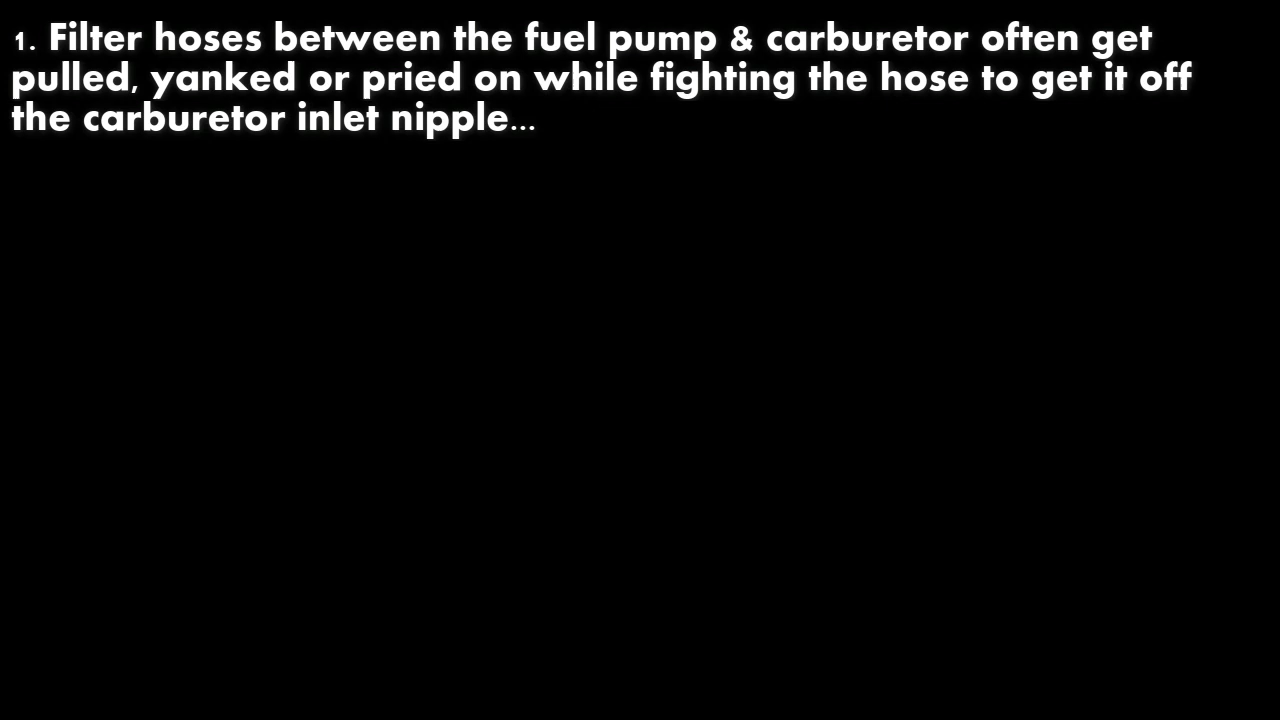 1. Filter hoses between the fuel pump & carburetor often get
pulled, yanked or pried on while fighting the hose to get it off
the carburetor inlet nipple...